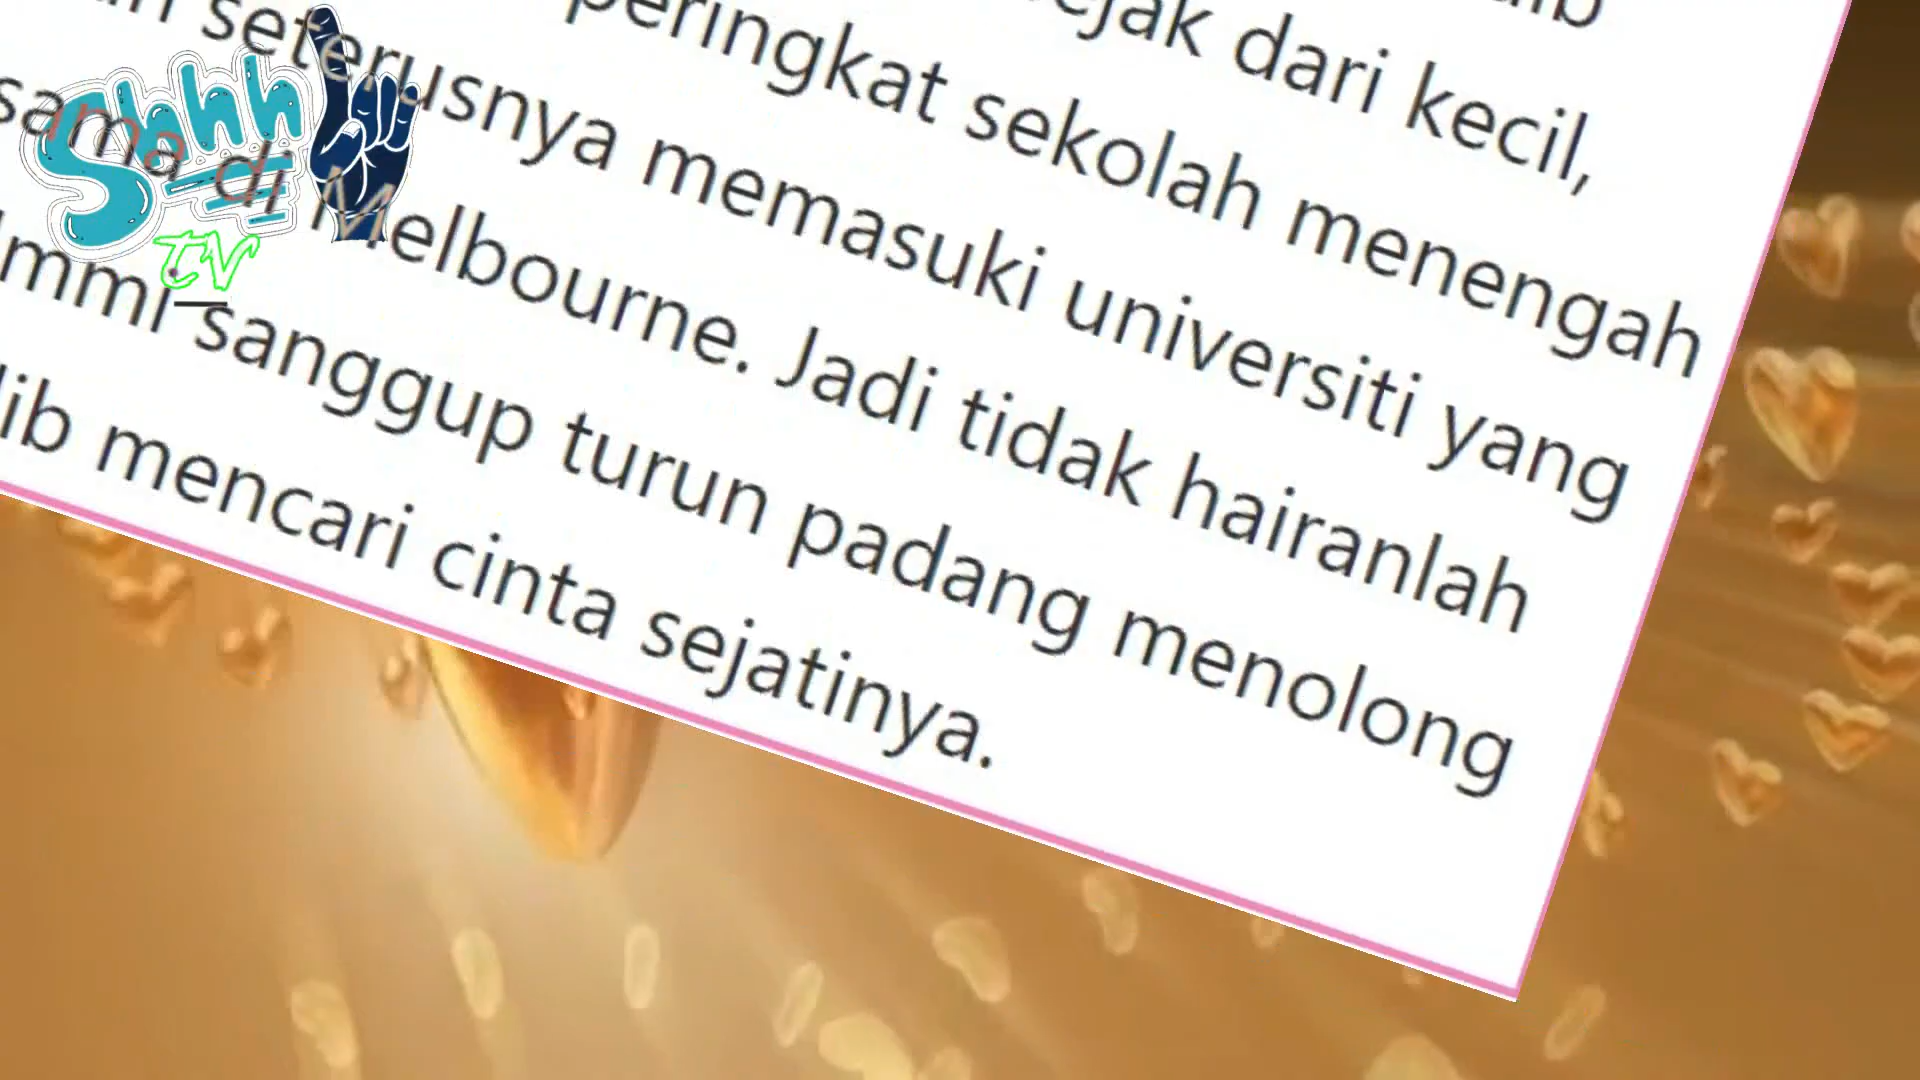 Shhh
TV
dari kecil,
peringkat sekolah menengah
seterusnya memasuki universiti yang
sama di Melbourne. Jadi tidak hairanlah
sanggup turun padang menolong
mencari cinta sejatinya.